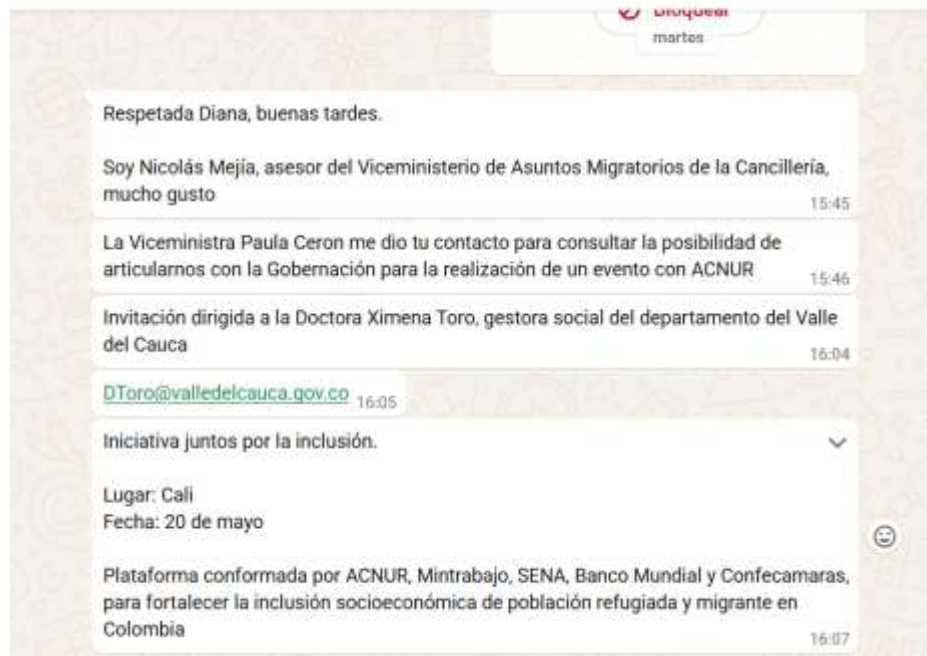 Bloquear
martes
Respetada Diana, buenas tardes.
Soy Nicolás Mejía, asesor del Viceministerio de Asuntos Migratorios de la Cancillería,
mucho gusto
15:45
La Viceministra Paula Ceron me dio tu contacto para consultar la posibilidad de
articularnos con la Gobernación para la realización de un evento con ACNUR
15:46
Invitación dirigida a la Doctora Ximena Toro, gestora social del departamento del Valle
del Cauca
16:04
DToro@valledelcauca.gov.co 16:05
Iniciativa juntos por la inclusión.
Lugar: Cali
Fecha: 20 de mayo
Plataforma conformada por ACNUR, Mintrabajo, SENA, Banco Mundial y Confecamaras,
para fortalecer la inclusión socioeconómica de población refugiada y migrante en
Colombia
16:07